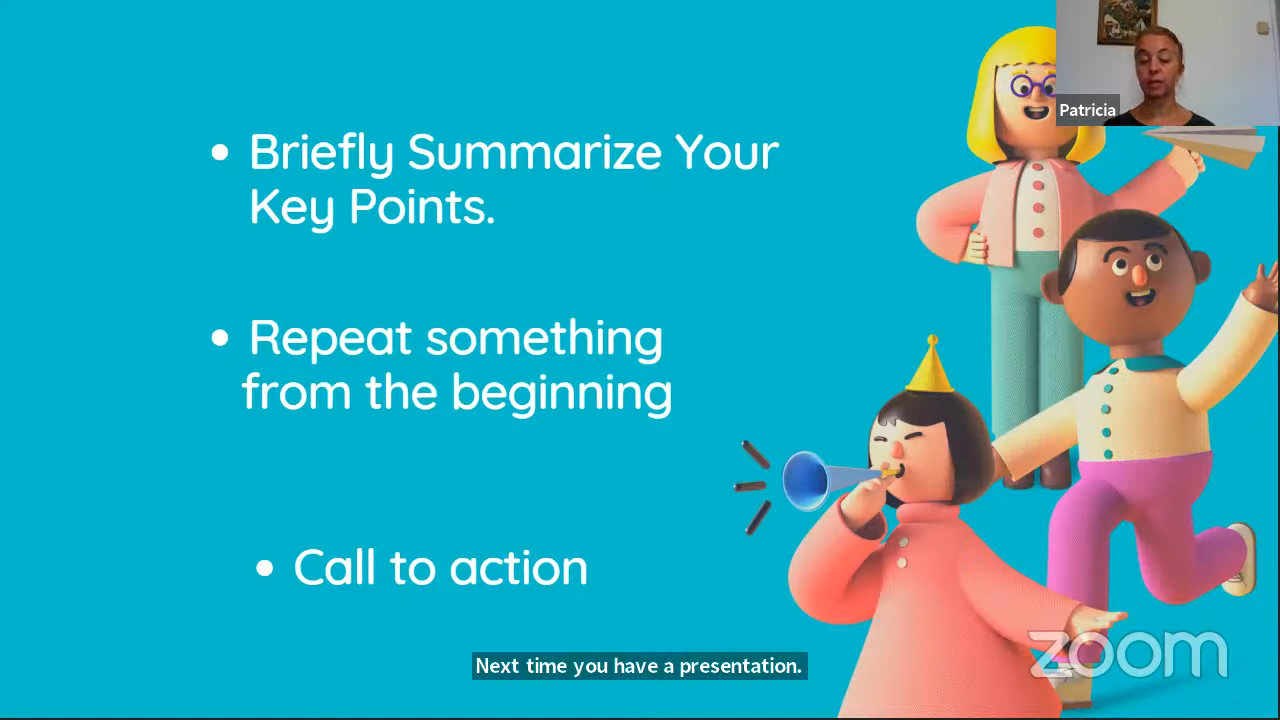 Patricia
• Briefly Summarize Your
Key Points.
• Repeat something
from the beginning
• Call to action
Next time you have a presentation.
zoom